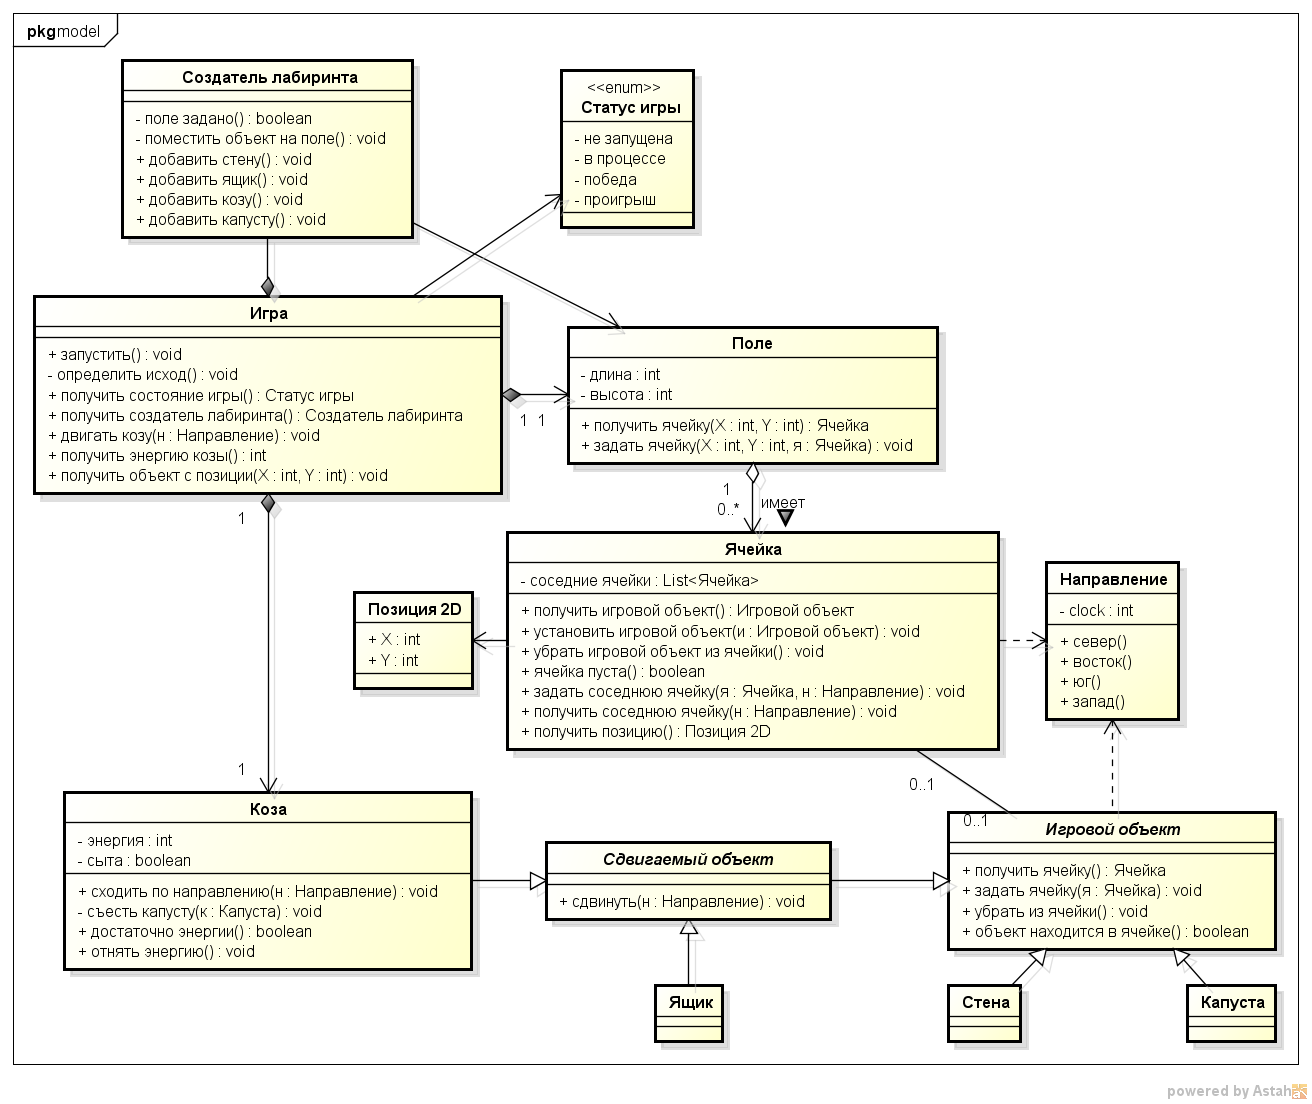 pkg model
Создатель лабиринта
- поле задано() : boolean
- поместить объект на поле() : void
+ добавить стену() : void
+ добавить ящик() : void
+ добавить козу() : void
+ добавить капусту() : void
<<enum>>
Статус игры
- не запущена
- в процессе
- победа
- проигрыш
Игра
+ запустить() : void
- определить исход() : void
+ получить состояние игры() : Статус игры
+ получить создатель лабиринта() : Создатель лабиринта
+ двигать козу(н : Направление) : void
+ получить энергию козы() : int
+ получить объект с позиции(X : int, Y : int) : void
1
1
Поле
- длина : int
- высота : int
+ получить ячейку(X : int, Y : int) : Ячейка
+ задать ячейку(X : int, Y : int, я : Ячейка) : void
1
0..*
имеет
1
Ячейка
- соседние ячейки : List<Ячейка>
+ получить игровой объект() : Игровой объект
+ установить игровой объект(и : Игровой объект) : void
+ убрать игровой объект из ячейки() : void
+ ячейка пуста() : boolean
+ задать соседнюю ячейку(я : Ячейка, н : Направление) : void
+ получить соседнюю ячейку(н : Направление) : void
+ получить позицию() : Позиция 2D
Позиция 2D
+ X : int
+ Y : int
Направление
- clock : int
+ север()
+ восток()
+ юг()
+ запад()
1
0..1
0..1
Коза
- энергия : int
- сыта : boolean
+ сходить по направлению(н : Направление) : void
- съесть капусту(к : Капуста) : void
+ достаточно энергии() : boolean
+ отнять энергию() : void
Сдвигаемый объект
+ сдвинуть(н : Направление) : void
Игровой объект
+ получить ячейку() : Ячейка
+ задать ячейку(я : Ячейка) : void
+ убрать из ячейки() : void
+ объект находится в ячейке() : boolean
Ящик
Стена
Капуста
powered by Astah